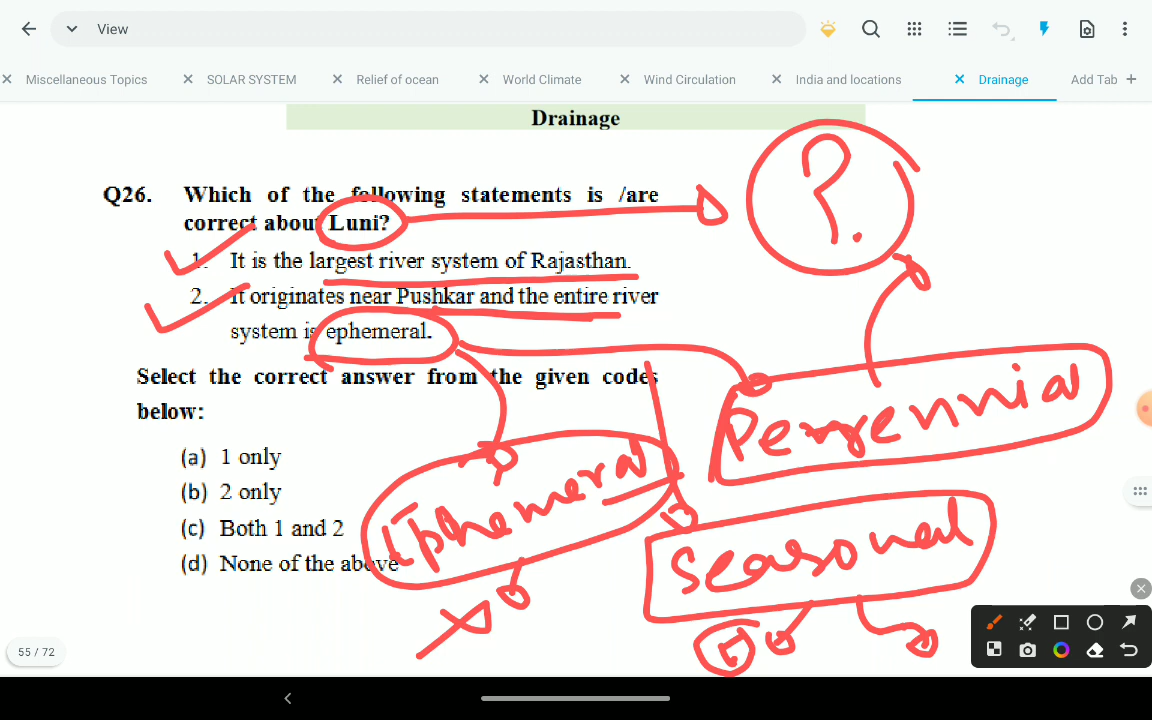 View
Miscellaneous Topics SOLAR SYSTEM Relief of ocean World Climate Wind Circulation India and locations Drainage Add Tab +
Drainage
Q26. Which of the following statements is /are
correct about Luni?
1. It is the largest river system of Rajasthan.
2. It originates near Pushkar and the entire river
system is ephemeral.
Select the correct answer from the given codes
below:
(a) 1 only
(b) 2 only
(c) Both 1 and 2
(d) None of the above
?
Perennial
Ephemeral
Seasonal
55 / 72